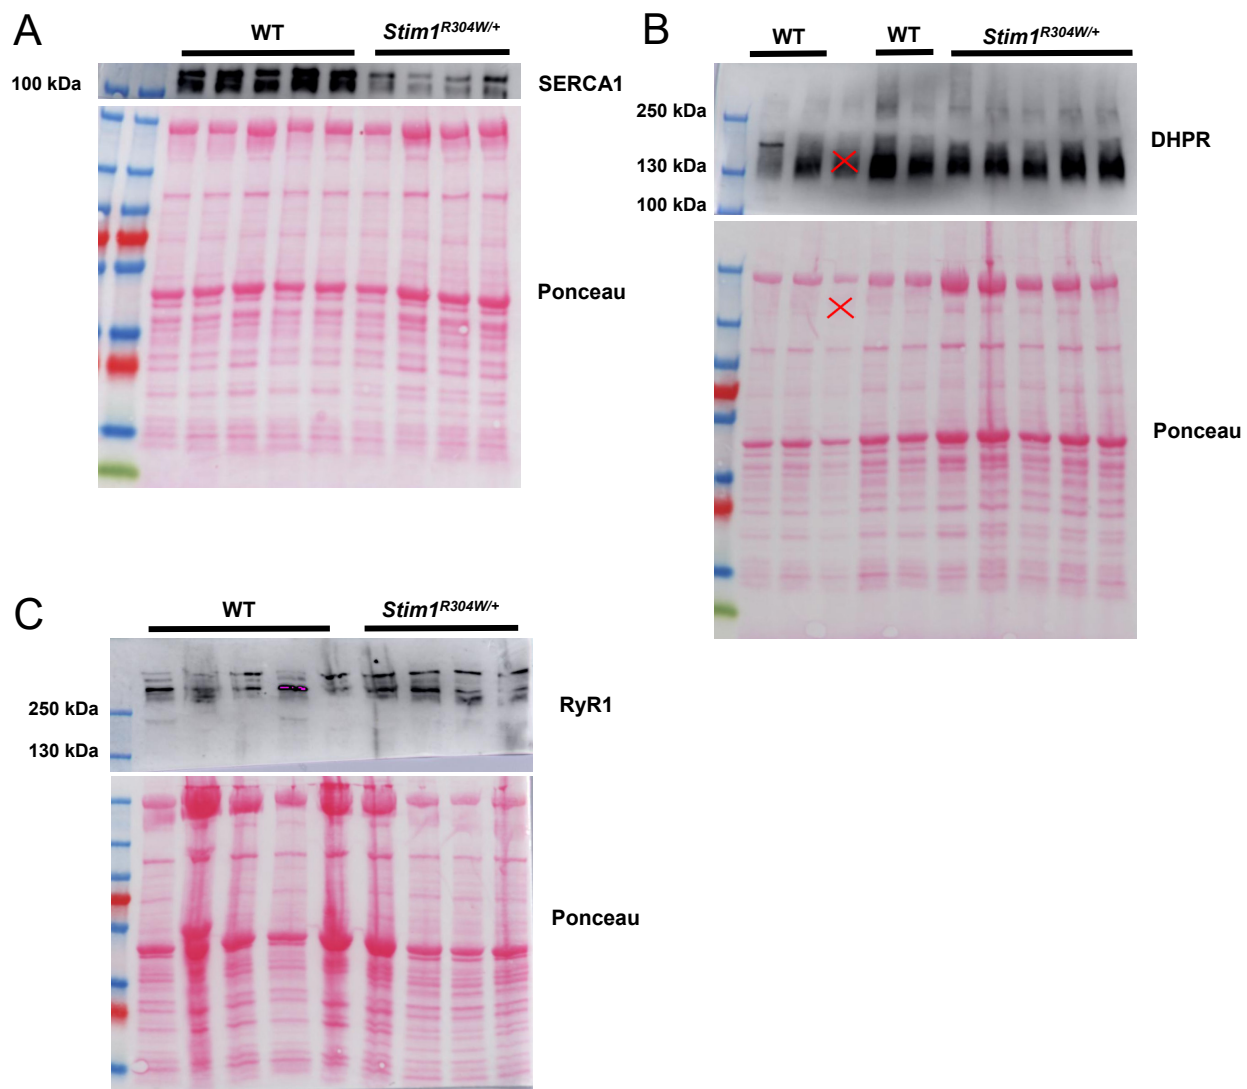 A
WT
Stim1R304W/+
100 kDa
SERCA1
Ponceau
B
WT
WT
Stim1R304W/+
250 kDa
130 kDa
100 kDa
DHPR
Ponceau
C
WT
Stim1R304W/+
250 kDa
130 kDa
RyR1
Ponceau